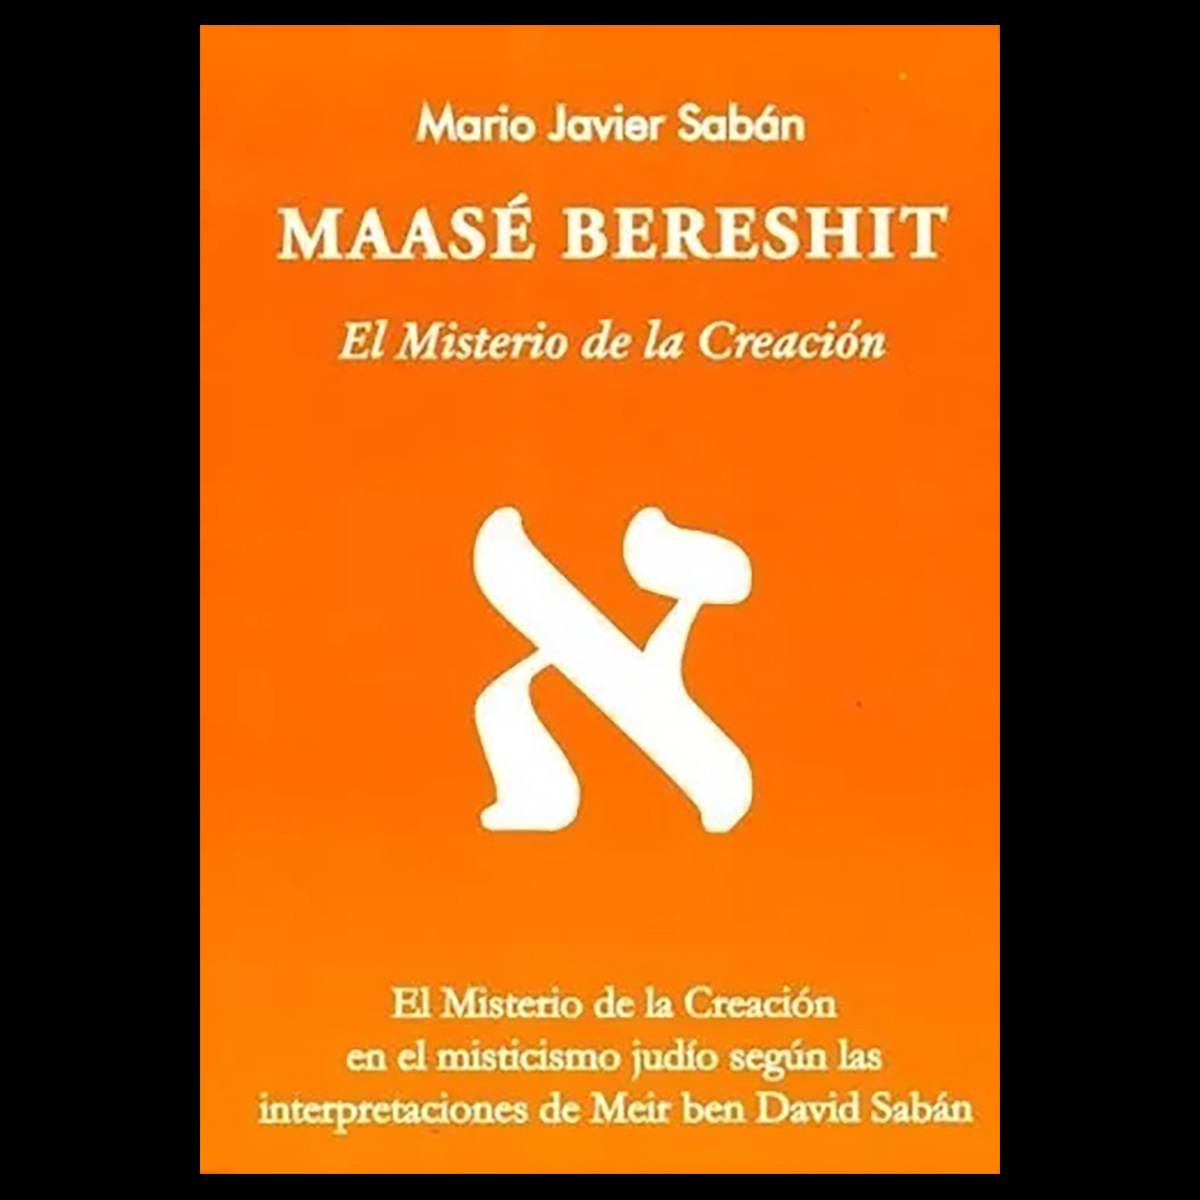 Mario Javier Sabán
MAASÉ BERESHIT
El Misterio de la Creación
א
El Misterio de la Creación
en el misticismo judío según las
interpretaciones de Meir ben David Sabán